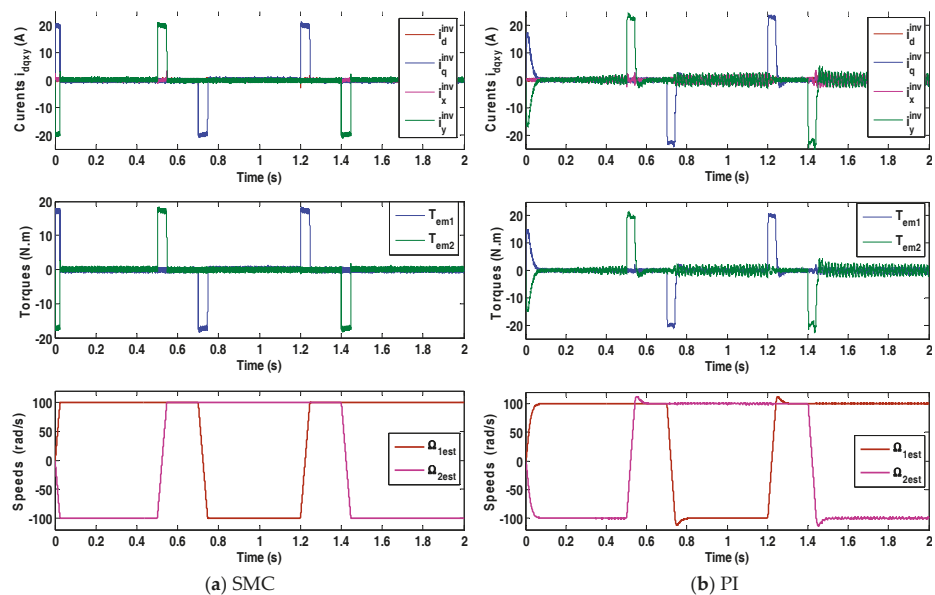 Curents i_dqxy (A)
20
10
0
-10
-20
0 0.2 0.4 0.6 0.8 1 1.2 1.4 1.6 1.8 2
Time (s)
i_d^inv
i_q^inv
i_x^inv
i_y^inv
Curents i_dqxy (A)
20
10
0
-10
-20
0 0.2 0.4 0.6 0.8 1 1.2 1.4 1.6 1.8 2
Time (s)
i_d^inv
i_q^inv
i_x^inv
i_y^inv
Torques (N.m)
20
10
0
-10
-20
0 0.2 0.4 0.6 0.8 1 1.2 1.4 1.6 1.8 2
Time (s)
T_em1
T_em2
Torques (N.m)
20
10
0
-10
-20
0 0.2 0.4 0.6 0.8 1 1.2 1.4 1.6 1.8 2
Time (s)
T_em1
T_em2
Speeds (rad/s)
100
50
0
-50
-100
0 0.2 0.4 0.6 0.8 1 1.2 1.4 1.6 1.8 2
Time (s)
Ω_1est
Ω_2est
Speeds (rad/s)
100
50
0
-50
-100
0 0.2 0.4 0.6 0.8 1 1.2 1.4 1.6 1.8 2
Time (s)
Ω_1est
Ω_2est
(a) SMC
(b) PI